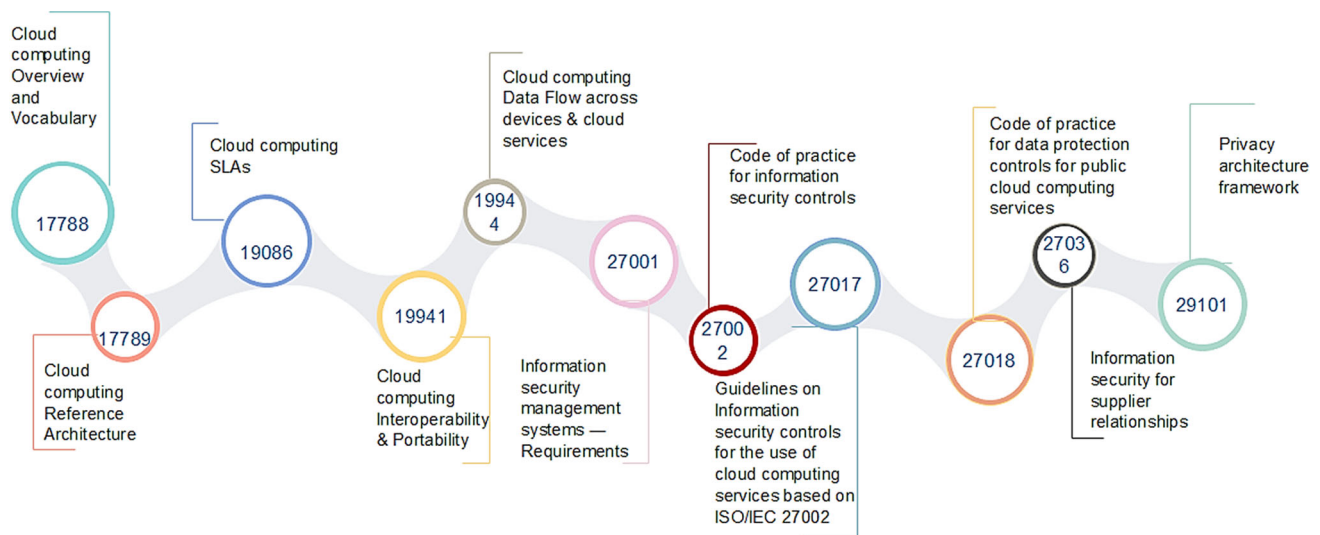 Cloud
computing
Overview
and
Vocabulary
17788
17789
Cloud
computing
Reference
Architecture
Cloud computing
SLAs
19086
19941
Cloud
computing
Interoperability
& Portability
Cloud computing
Data Flow across
devices & cloud
services
1994
4
27001
Information
security
management
systems —
Requirements
Code of practice
for information
security controls
2700
2
27017
Guidelines on
Information
security controls
for the use of
cloud computing
services based on
ISO/IEC 27002
Code of practice
for data protection
controls for public
cloud computing
services
27018
2703
6
Information
security for
supplier
relationships
Privacy
architecture
framework
29101